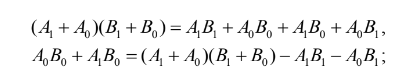 (A₁ + A₀)(B₁ + B₀) = A₁B₁ + A₀B₀ + A₁B₀ + A₀B₁,
A₀B₀ + A₁B₀ = (A₁ + A₀)(B₁ + B₀) − A₁B₁ − A₀B₁;